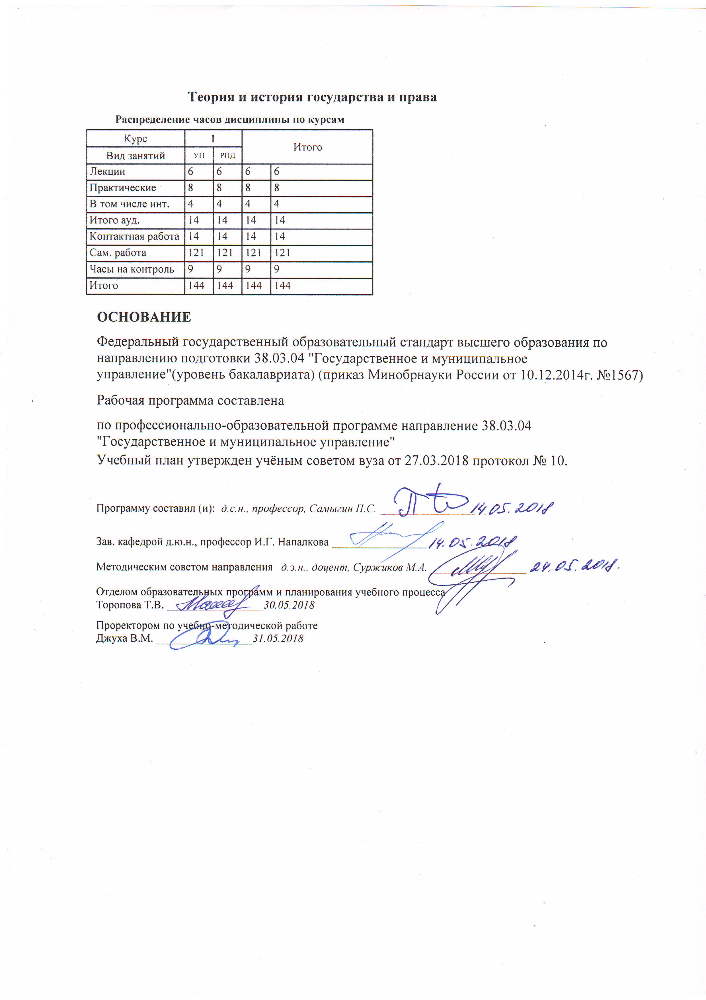 Теория и история государства и права
Распределение часов дисциплины по курсам
Курс 1 Итого
Вид занятий УП РПД
Лекции 6 6 6 6
Практические 8 8 8 8
В том числе инт. 4 4 4 4
Итого ауд. 14 14 14 14
Контактная работа 14 14 14 14
Сам. работа 121 121 121 121
Часы на контроль 9 9 9 9
Итого 144 144 144 144
ОСНОВАНИЕ
Федеральный государственный образовательный стандарт высшего образования по
направлению подготовки 38.03.04 "Государственное и муниципальное
управление"(уровень бакалавриата) (приказ Минобрнауки России от 10.12.2014г. №1567)
Рабочая программа составлена
по профессионально-образовательной программе направление 38.03.04
"Государственное и муниципальное управление"
Учебный план утвержден учёным советом вуза от 27.03.2018 протокол № 10.
Программу составил (и): д.с.н., профессор, Самыгин П.С. 14.05.2018
Зав. кафедрой д.ю.н., профессор И.Г. Напалкова 14.05.2018
Методическим советом направления д.э.н., доцент, Суржиков М.А. 24.05.2018.
Отделом образовательных программ и планирования учебного процесса
Торопова Т.В. 30.05.2018
Проректором по учебно-методической работе
Джуха В.М. 31.05.2018